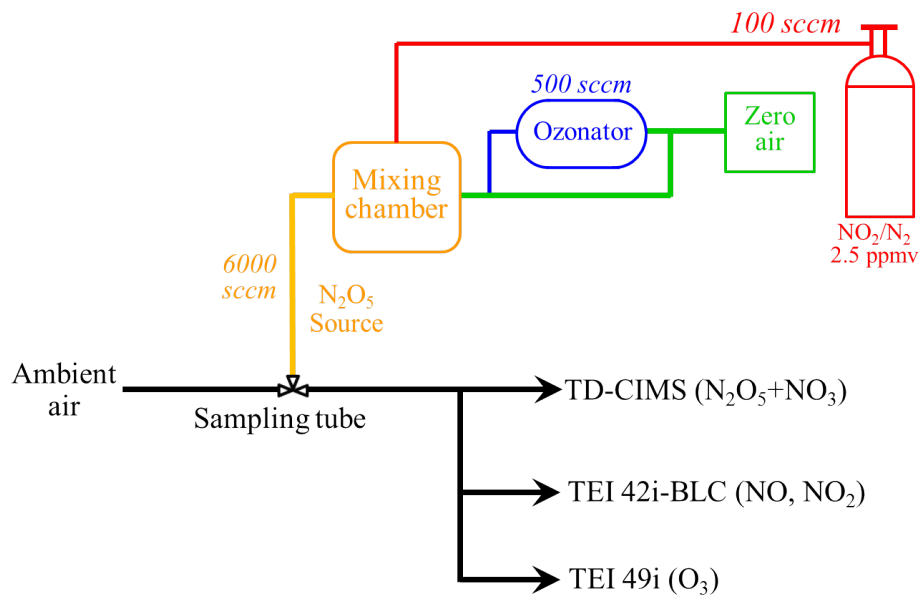 100 sccm
500 sccm
Ozonator
Zero
air
Mixing
chamber
NO₂/N₂
2.5 ppmv
6000
sccm
N₂O₅
Source
Ambient
air
Sampling tube
TD-CIMS (N₂O₅+NO₃)
TEI 42i-BLC (NO, NO₂)
TEI 49i (O₃)